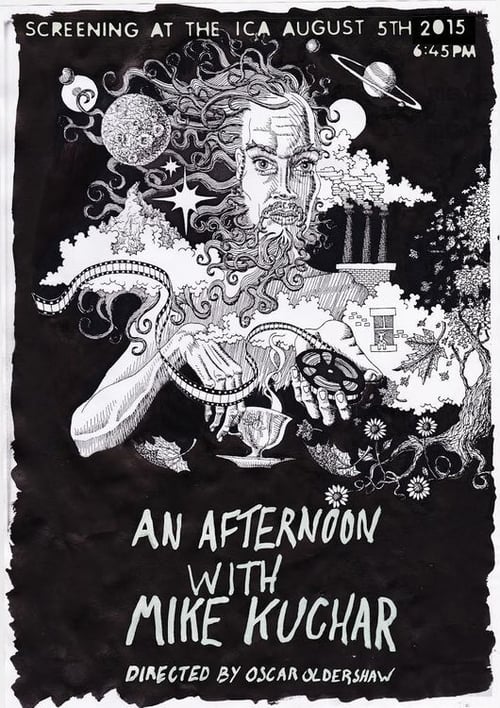 SCREENING AT THE ICA AUGUST 5TH 2015
6:45PM
AN AFTERNOON
WITH
MIKE KUCHAR
DIRECTED BY OSCAR OLDERSHAW